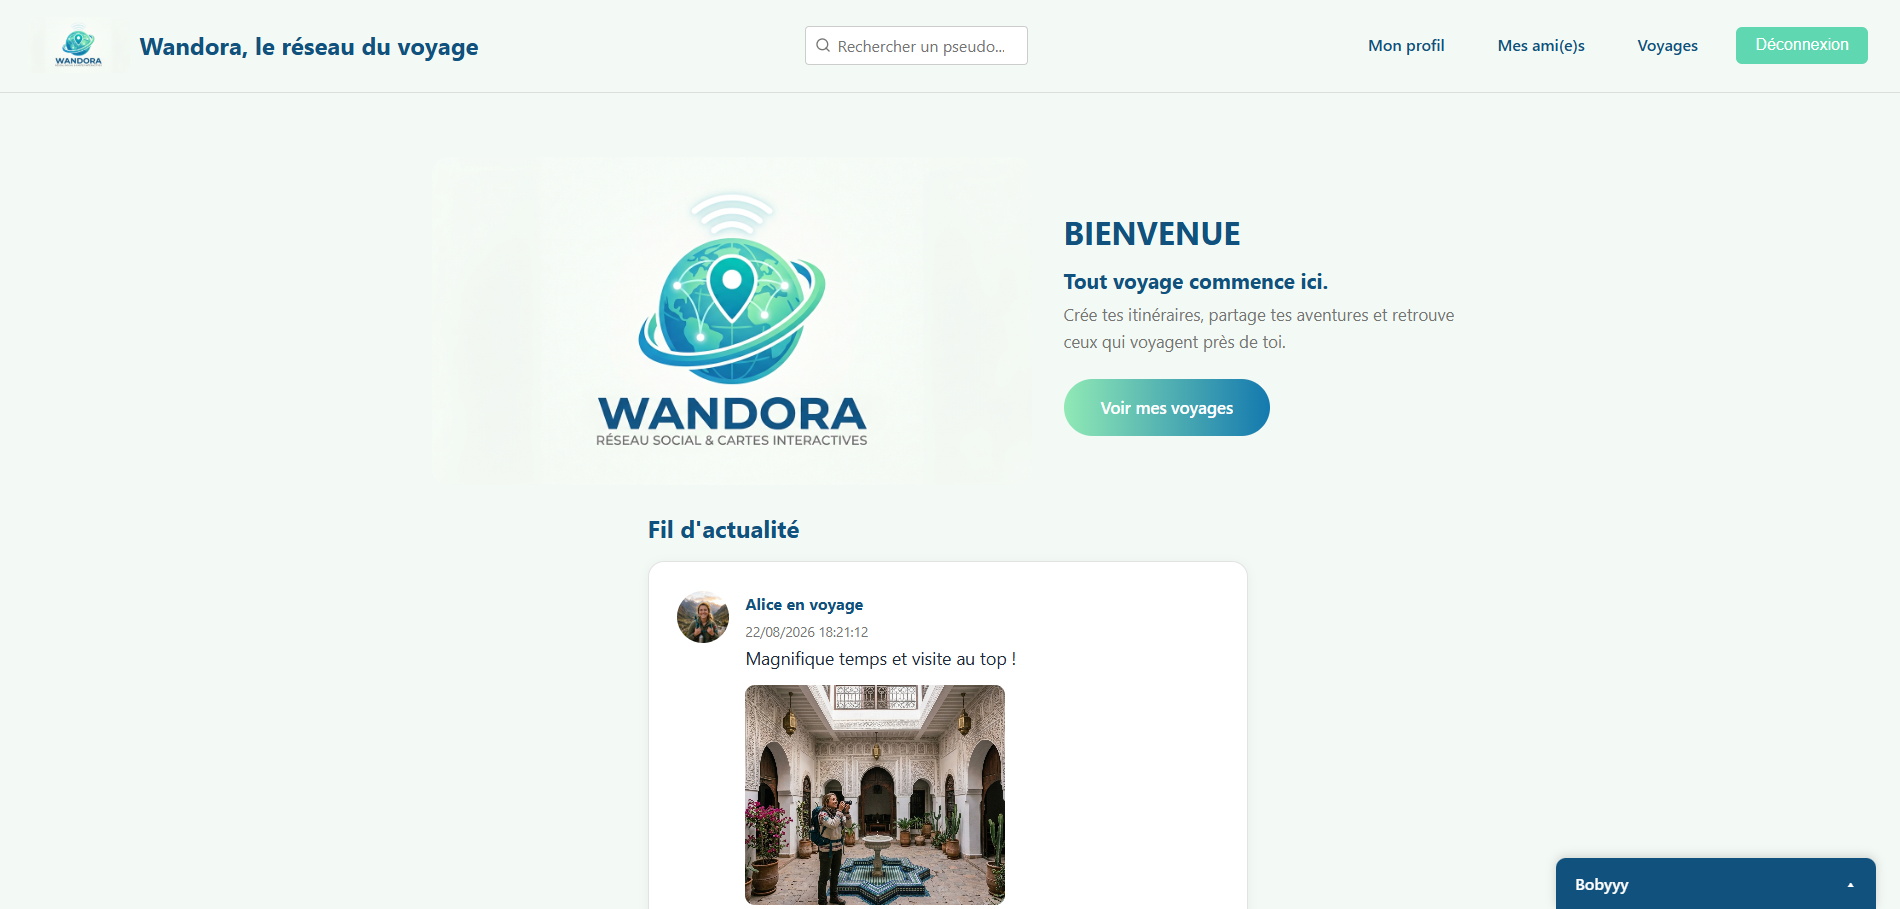 WANDORA
Wandora, le réseau du voyage
Rechercher un pseudo...
Mon profil
Mes ami(e)s
Voyages
Déconnexion
WANDORA
RÉSEAU SOCIAL & CARTES INTERACTIVES
BIENVENUE
Tout voyage commence ici.
Crée tes itinéraires, partage tes aventures et retrouve
ceux qui voyagent près de toi.
Voir mes voyages
Fil d'actualité
Alice en voyage
22/08/2026 18:21:12
Magnifique temps et visite au top !
Bobyyy